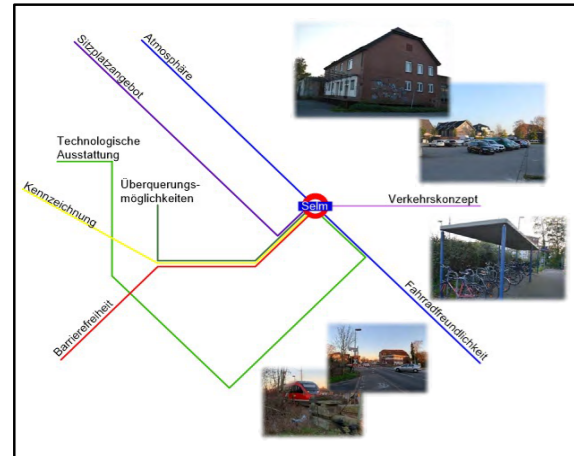 Atmosphäre
Sitzplatzangebot
Technologische
Ausstattung
Kennzeichnung
Überquerungs-
möglichkeiten
Selm
Verkehrskonzept
Barrierefreiheit
Fahrradfreundlichkeit